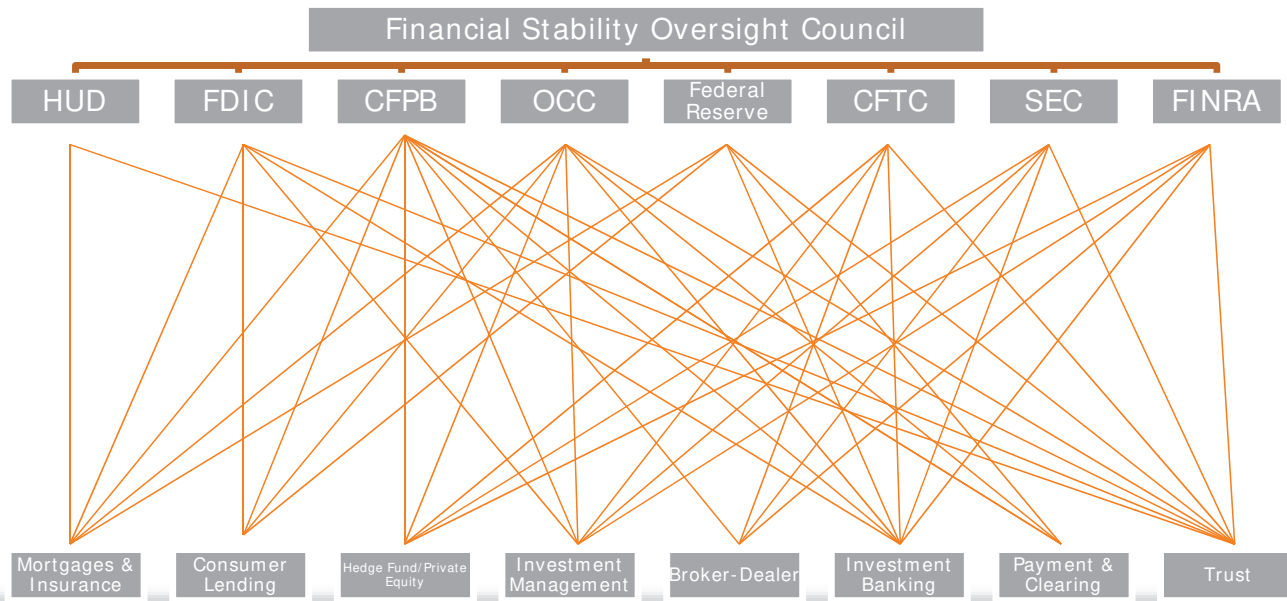 Financial Stability Oversight Council
HUD
FDIC
CFPB
OCC
Federal
Reserve
CFTC
SEC
FINRA
Mortgages &
Insurance
Consumer
Lending
Hedge Fund/Private
Equity
Investment
Management
Broker-Dealer
Investment
Banking
Payment &
Clearing
Trust